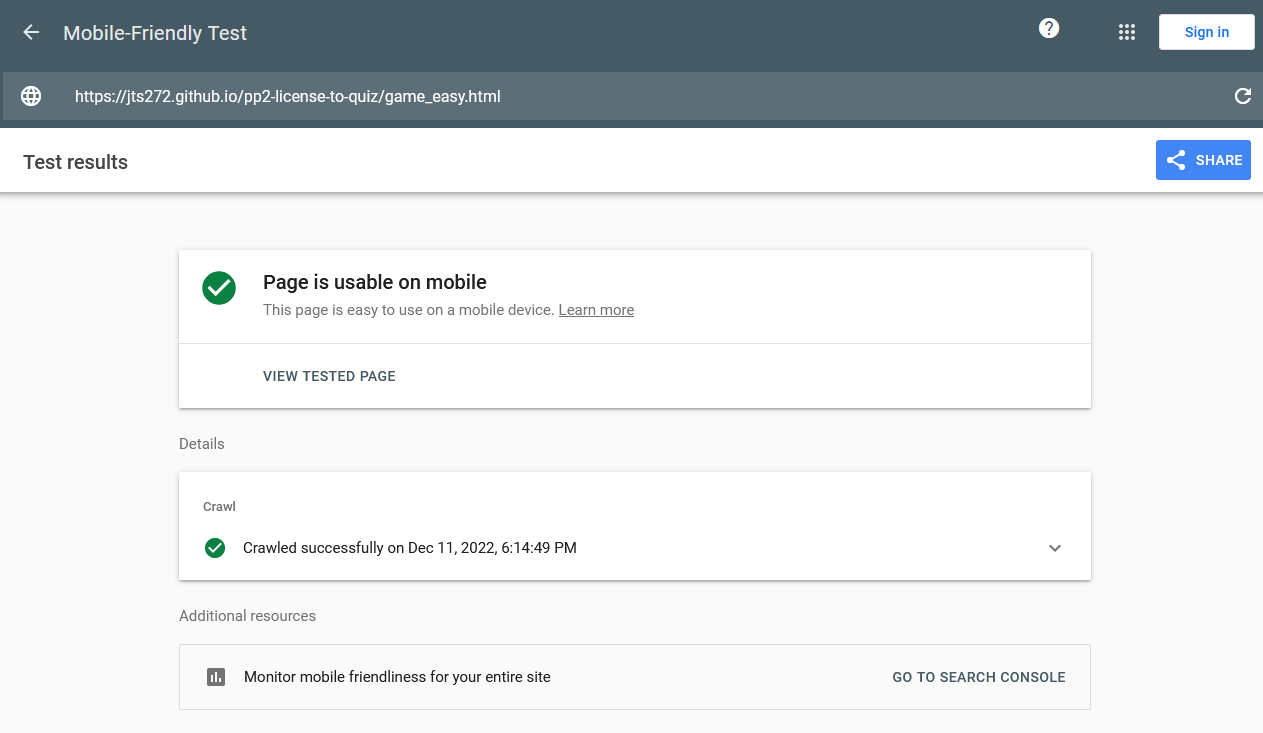 Mobile-Friendly Test
?
Sign in
https://jts272.github.io/pp2-license-to-quiz/game_easy.html
Test results
SHARE
Page is usable on mobile
This page is easy to use on a mobile device. Learn more
VIEW TESTED PAGE
Details
Crawl
Crawled successfully on Dec 11, 2022, 6:14:49 PM
Additional resources
Monitor mobile friendliness for your entire site
GO TO SEARCH CONSOLE